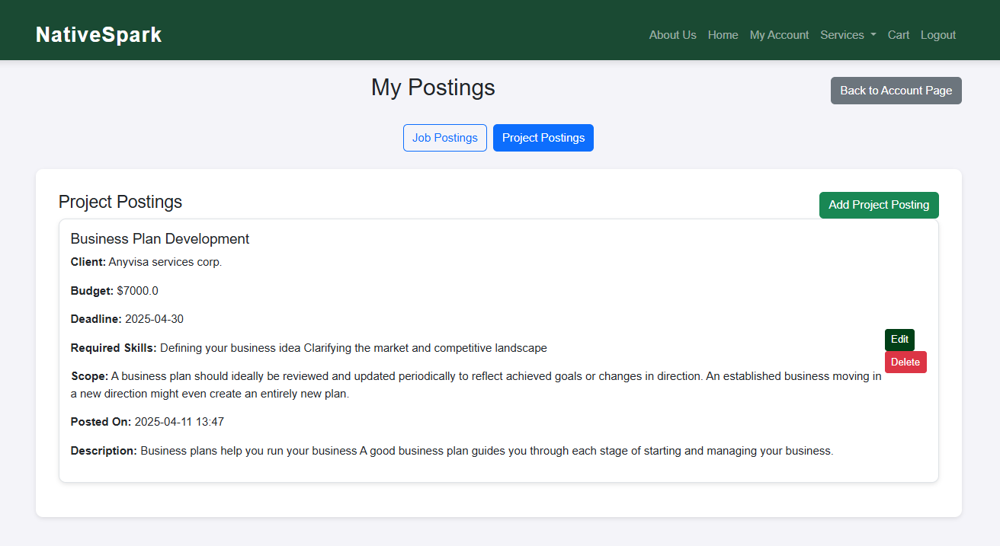 NativeSpark
About Us Home My Account Services Cart Logout
My Postings
Back to Account Page
Job Postings Project Postings
Project Postings
Add Project Posting
Business Plan Development
Client: Anyvisa services corp.
Budget: $7000.0
Deadline: 2025-04-30
Required Skills: Defining your business idea Clarifying the market and competitive landscape
Scope: A business plan should ideally be reviewed and updated periodically to reflect achieved goals or changes in direction. An established business moving in
a new direction might even create an entirely new plan.
Posted On: 2025-04-11 13:47
Description: Business plans help you run your business A good business plan guides you through each stage of starting and managing your business.
Edit
Delete